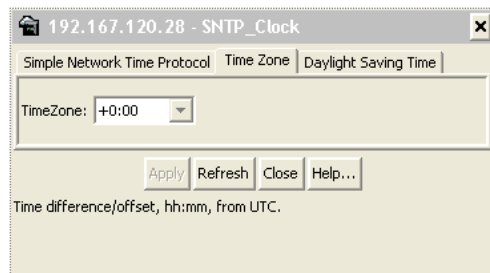 192.167.120.28 - SNTP_Clock
Simple Network Time Protocol Time Zone Daylight Saving Time
TimeZone: +0:00
Apply Refresh Close Help...
Time difference/offset, hh:mm, from UTC.